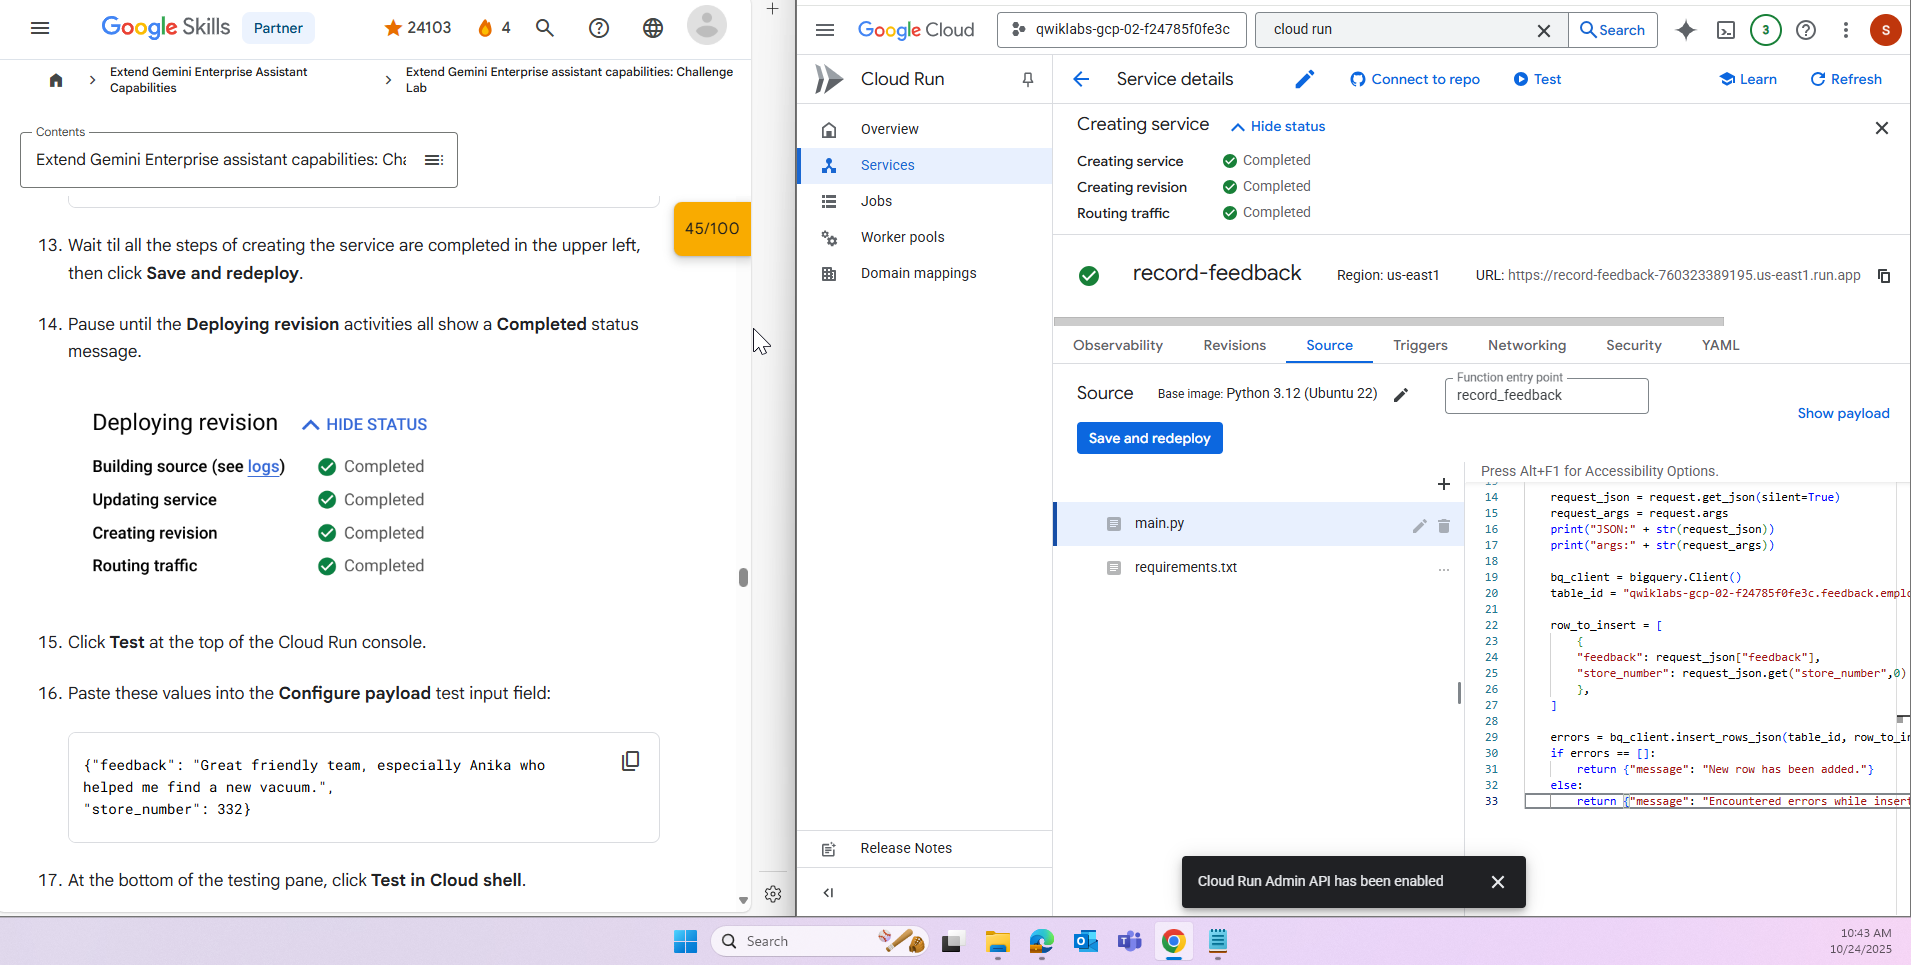 Google Skills
Partner
24103
4
Extend Gemini Enterprise Assistant
Capabilities
Extend Gemini Enterprise assistant capabilities: Challenge
Lab
Contents
Extend Gemini Enterprise assistant capabilities: Cha
45/100
13. Wait til all the steps of creating the service are completed in the upper left,
then click Save and redeploy.
14. Pause until the Deploying revision activities all show a Completed status
message.
Deploying revision
HIDE STATUS
Building source (see logs)
Completed
Updating service
Completed
Creating revision
Completed
Routing traffic
Completed
15. Click Test at the top of the Cloud Run console.
16. Paste these values into the Configure payload test input field:
{"feedback": "Great friendly team, especially Anika who
helped me find a new vacuum.",
"store_number": 332}
17. At the bottom of the testing pane, click Test in Cloud shell.
Google Cloud
qwiklabs-gcp-02-f24785f0fe3c
cloud run
Search
3
S
Cloud Run
Overview
Services
Jobs
Worker pools
Domain mappings
Release Notes
Service details
Connect to repo
Test
Learn
Refresh
Creating service
Hide status
Creating service
Completed
Creating revision
Completed
Routing traffic
Completed
record-feedback
Region: us-east1
URL: https://record-feedback-760323389195.us-east1.run.app
Observability
Revisions
Source
Triggers
Networking
Security
YAML
Source
Base image: Python 3.12 (Ubuntu 22)
Function entry point
record_feedback
Show payload
Save and redeploy
main.py
requirements.txt
Press Alt+F1 for Accessibility Options.
14 request_json = request.get_json(silent=True)
15 request_args = request.args
16 print("JSON:" + str(request_json))
17 print("args:" + str(request_args))
18
19 bq_client = bigquery.Client()
20 table_id = "qwiklabs-gcp-02-f24785f0fe3c.feedback.emplo
21
22 row_to_insert = [
23 {
24 "feedback": request_json["feedback"],
25 "store_number": request_json.get("store_number",0)
26 },
27 ]
28
29 errors = bq_client.insert_rows_json(table_id, row_to_in
30 if errors == []:
31 return {"message": "New row has been added."}
32 else:
33 return {"message": "Encountered errors while insert
Cloud Run Admin API has been enabled
Search
10:43 AM
10/24/2025